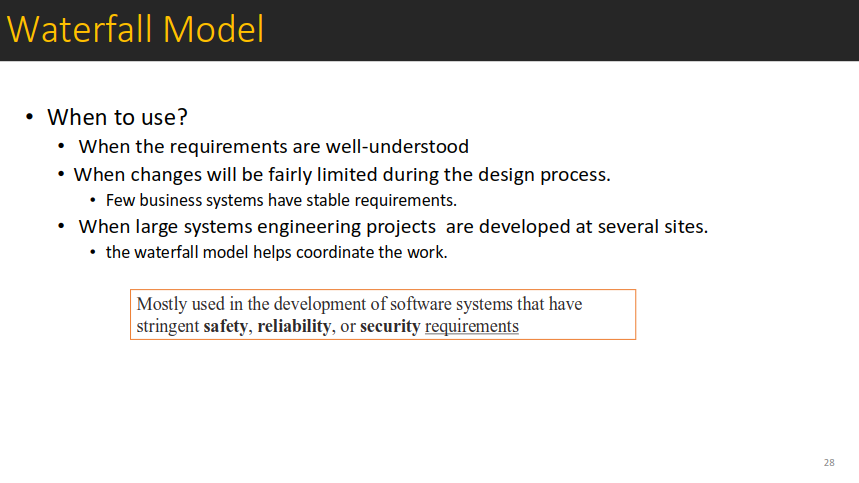 Waterfall Model
• When to use?
• When the requirements are well-understood
• When changes will be fairly limited during the design process.
• Few business systems have stable requirements.
• When large systems engineering projects are developed at several sites.
• the waterfall model helps coordinate the work.
Mostly used in the development of software systems that have
stringent safety, reliability, or security requirements
28